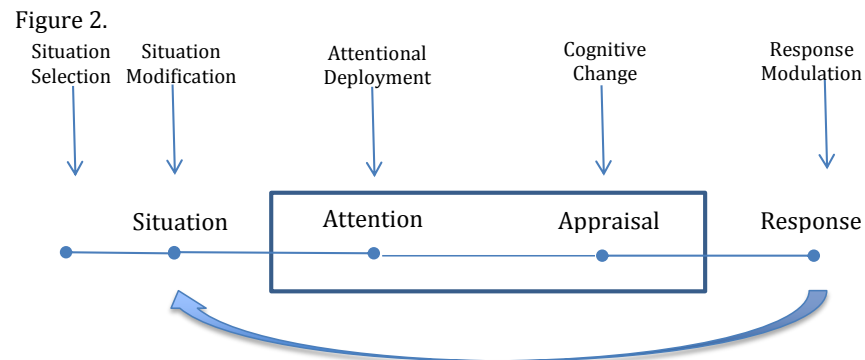 Figure 2.
Situation
Selection
Situation
Modification
Attentional
Deployment
Cognitive
Change
Response
Modulation
Situation
Attention
Appraisal
Response